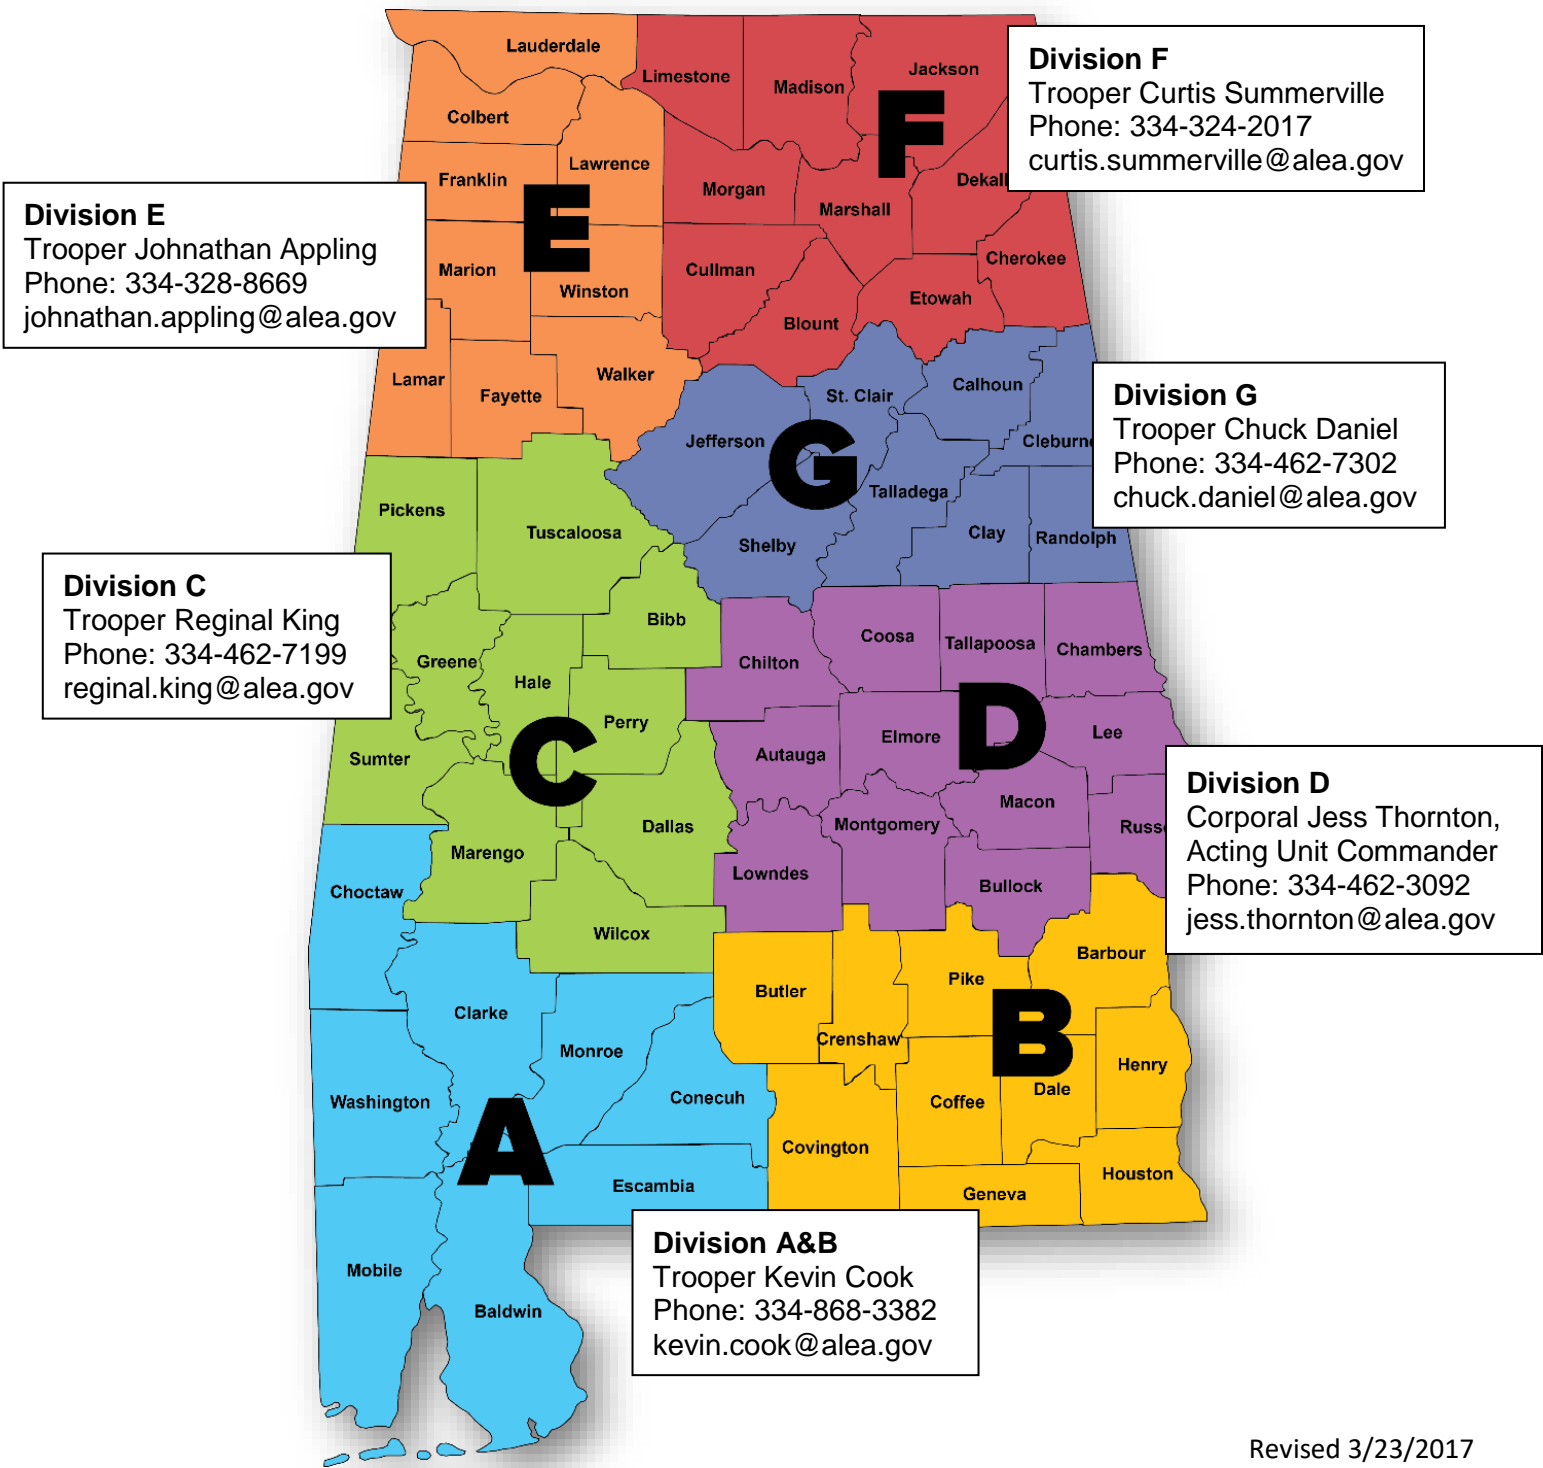 Lauderdale
Limestone
Madison
Jackson
Colbert
Lawrence
Franklin
Morgan
Marshall
Dekal
F
E
Marion
Winston
Cullman
Cherokee
Etowah
Blount
Lamar
Fayette
Walker
Division F
Trooper Curtis Summerville
Phone: 334-324-2017
curtis.summerville@alea.gov
Division E
Trooper Johnathan Appling
Phone: 334-328-8669
johnathan.appling@alea.gov
St. Clair
Calhoun
Jefferson
Cleburne
G
Talladega
Shelby
Clay
Randolph
Division G
Trooper Chuck Daniel
Phone: 334-462-7302
chuck.daniel@alea.gov
Pickens
Tuscaloosa
Bibb
Greene
Hale
Perry
C
Sumter
Dallas
Marengo
Wilcox
Division C
Trooper Reginal King
Phone: 334-462-7199
reginal.king@alea.gov
Coosa
Tallapoosa
Chambers
Chilton
D
Elmore
Lee
Autauga
Macon
Montgomery
Russ
Lowndes
Bullock
Division D
Corporal Jess Thornton,
Acting Unit Commander
Phone: 334-462-3092
jess.thornton@alea.gov
Choctaw
Clarke
Monroe
Washington
Conecuh
A
Escambia
Mobile
Baldwin
Barbour
Pike
Butler
B
Crenshaw
Henry
Dale
Coffee
Covington
Houston
Geneva
Division A&B
Trooper Kevin Cook
Phone: 334-868-3382
kevin.cook@alea.gov
Revised 3/23/2017